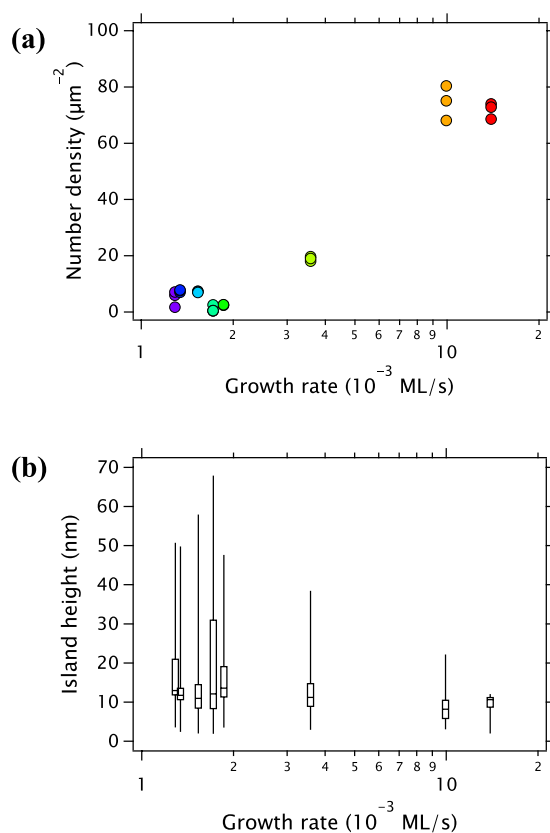 (a)
100
80
60
40
20
0
Number density (µm⁻²)
1 2 3 4 5 6 7 8 9 10 2
Growth rate (10⁻³ ML/s)
(b)
70
60
50
40
30
20
10
0
Island height (nm)
1 2 3 4 5 6 7 8 9 10 2
Growth rate (10⁻³ ML/s)